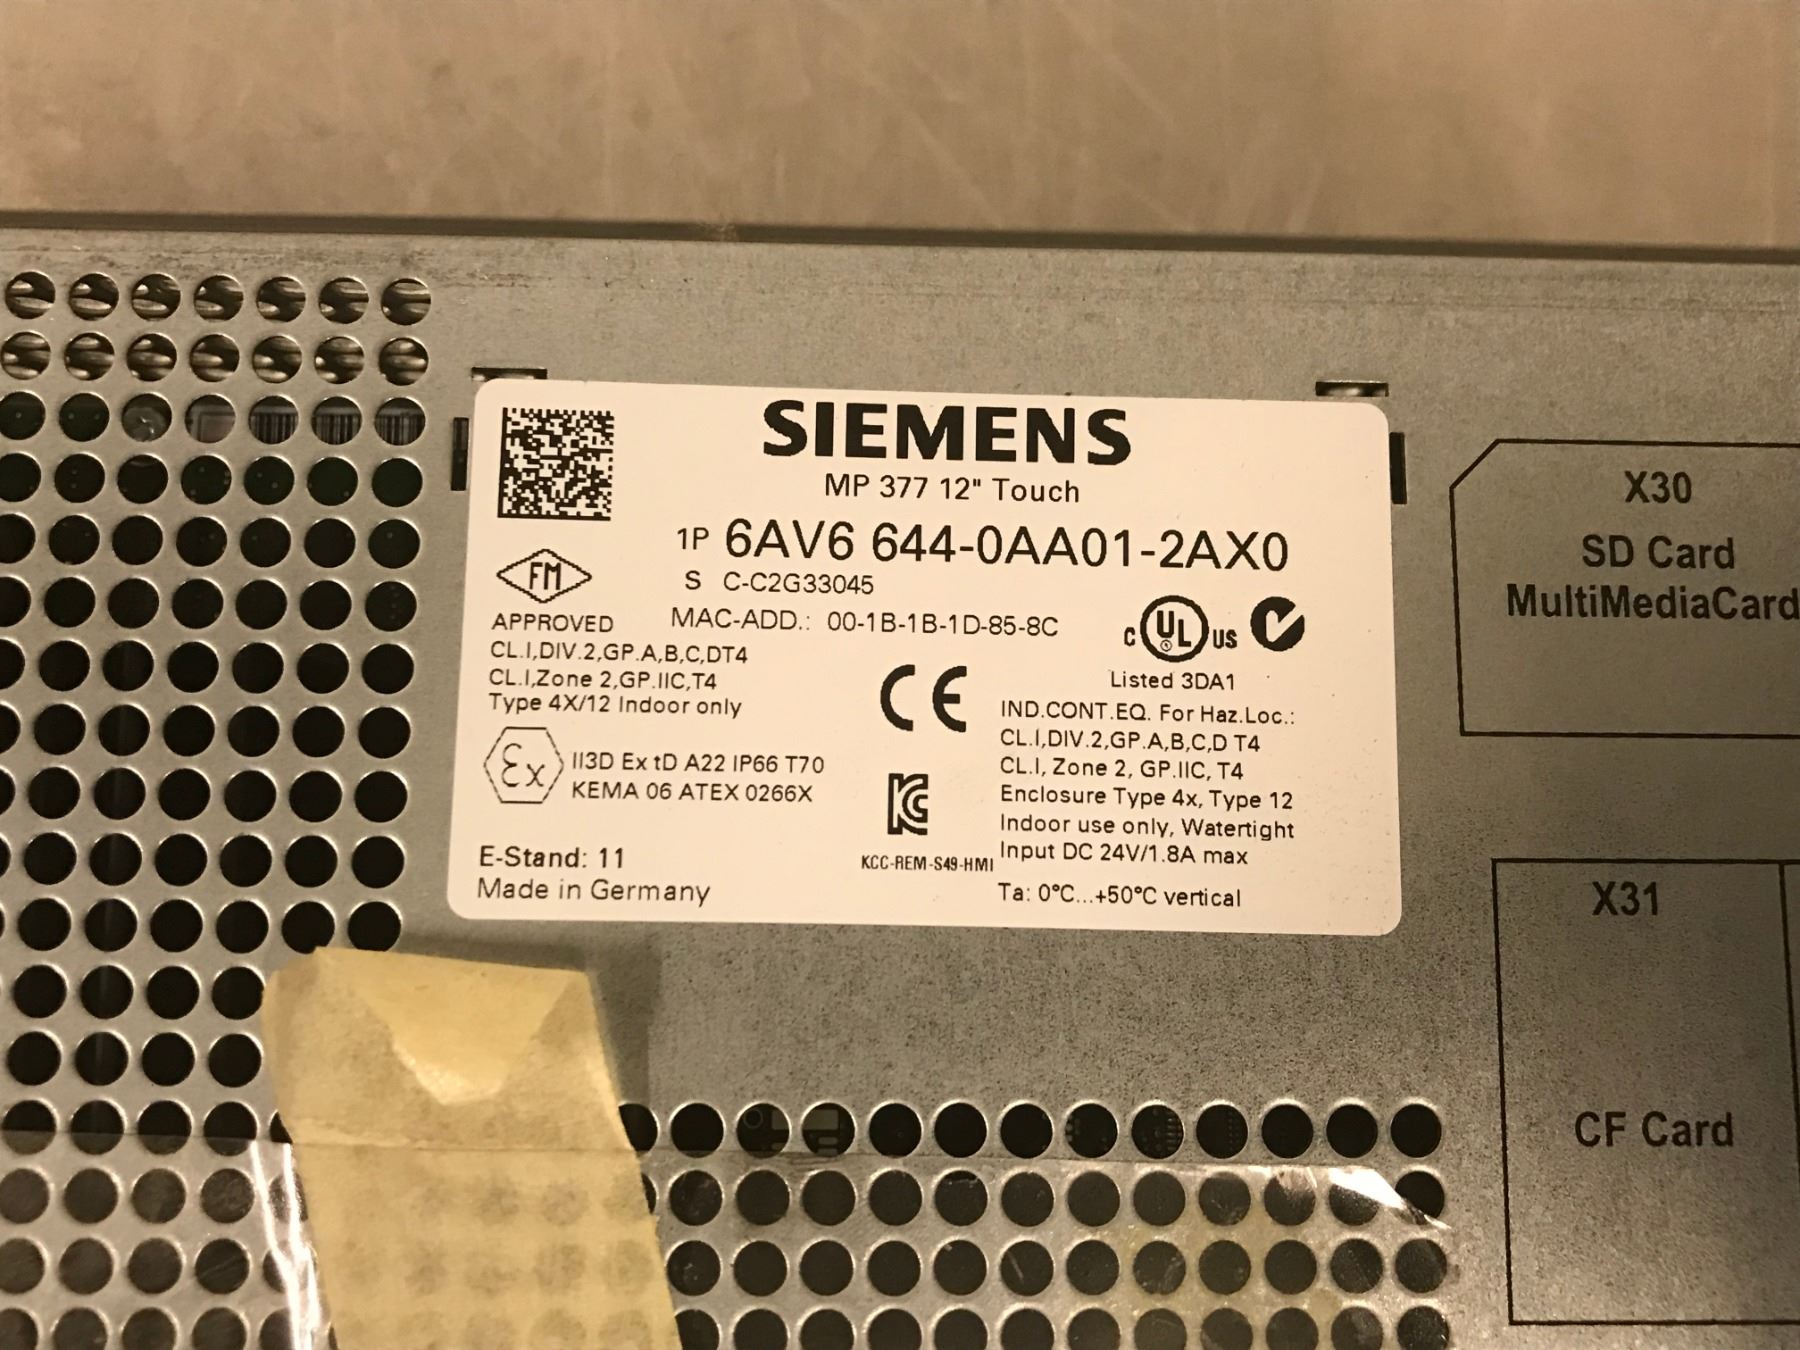 SIEMENS
MP 377 12" Touch
1P 6AV6 644-0AA01-2AX0
S C-C2G33045
MAC-ADD.: 00-1B-1B-1D-85-8C
FM
APPROVED
CL.I,DIV.2,GP.A,B,C,DT4
CL.I,Zone 2,GP.IIC,T4
Type 4X/12 Indoor only
Ex II3D Ex tD A22 IP66 T70
KEMA 06 ATEX 0266X
E-Stand: 11
Made in Germany
CE
KC
KCC-REM-S49-HMI
C UL US
Listed 3DA1
IND.CONT.EQ. For Haz.Loc.:
CL.I,DIV.2,GP.A,B,C,D T4
CL.I, Zone 2, GP.IIC, T4
Enclosure Type 4x, Type 12
Indoor use only, Watertight
Input DC 24V/1.8A max
Ta: 0°C...+50°C vertical
X30
SD Card
MultiMediaCard
X31
CF Card